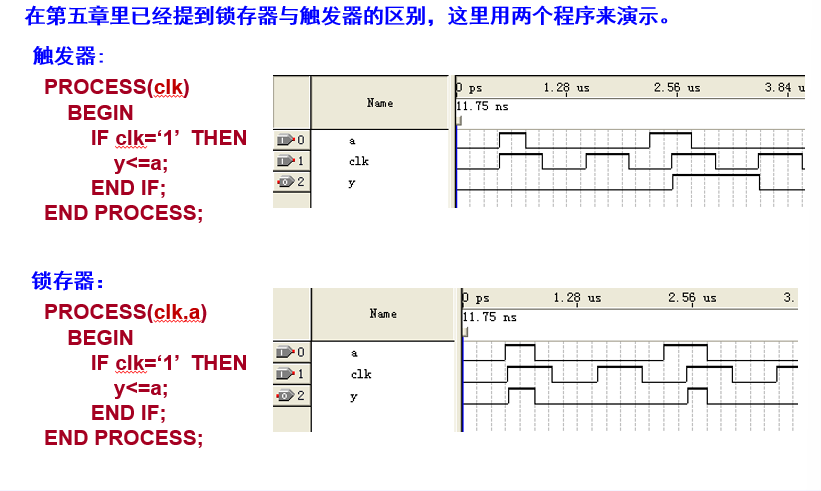 在第五章里已经提到锁存器与触发器的区别，这里用两个程序来演示。
触发器:
PROCESS(clk)
BEGIN
IF clk=‘1’ THEN
y<=a;
END IF;
END PROCESS;
Name
0 ps 1.28 us 2.56 us 3.84 u
11.75 ns
0 a
1 clk
2 y
锁存器：
PROCESS(clk,a)
BEGIN
IF clk=‘1’ THEN
y<=a;
END IF;
END PROCESS;
Name
0 ps 1.28 us 2.56 us 3.
11.75 ns
0 a
1 clk
2 y